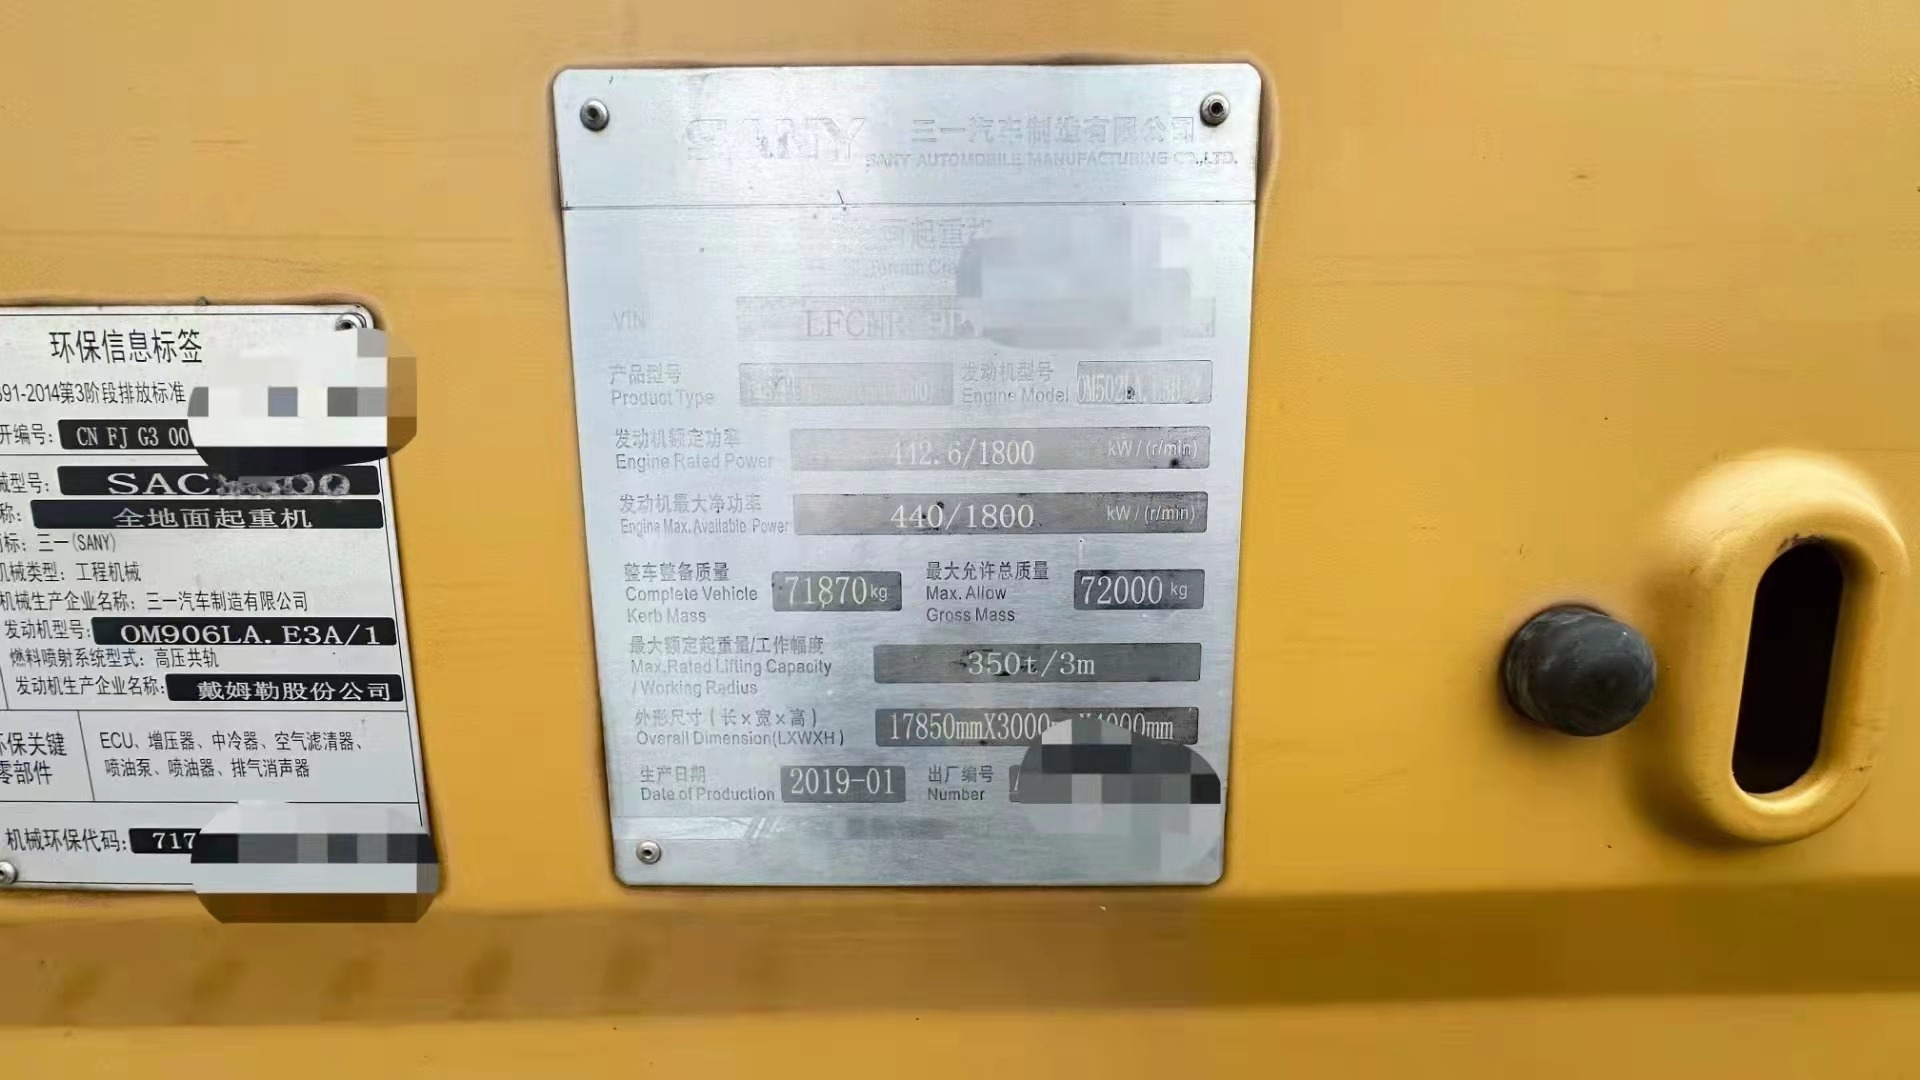 环保信息标签
891-2014第3阶段排放标准
开编号: CN FJ G3 00
械型号: SAC
称: 全地面起重机
商标: 三一(SANY)
机械类型: 工程机械
机械生产企业名称: 三一汽车制造有限公司
发动机型号: OM906LA.E3A/1
燃料喷射系统型式: 高压共轨
发动机生产企业名称: 戴姆勒股份公司
环保关键
零部件
ECU、增压器、中冷器、空气滤清器、
喷油泵、喷油器、排气消声器
机械环保代码: 717
SANY 三一汽车制造有限公司
SANY AUTOMOBILE MANUFACTURING CO.,LTD.
面起重机
Terrain Cra
VIN LFCN
产品型号
Product Type
发动机型号
Engine Model OM502LA
发动机额定功率
Engine Rated Power 442.6/1800 kW/(r/min)
发动机最大净功率
Engine Max. Available Power 440/1800 kW/(r/min)
整车整备质量
Complete Vehicle
Kerb Mass 71870kg
最大允许总质量
Max. Allow
Gross Mass 72000kg
最大额定起重量/工作幅度
Max.Rated Lifting Capacity
/Working Radius 350t/3m
外形尺寸(长×宽×高)
Overall Dimension(LXWXH) 17850mmX3000mmX4000mm
生产日期
Date of Production 2019-01
出厂编号
Number